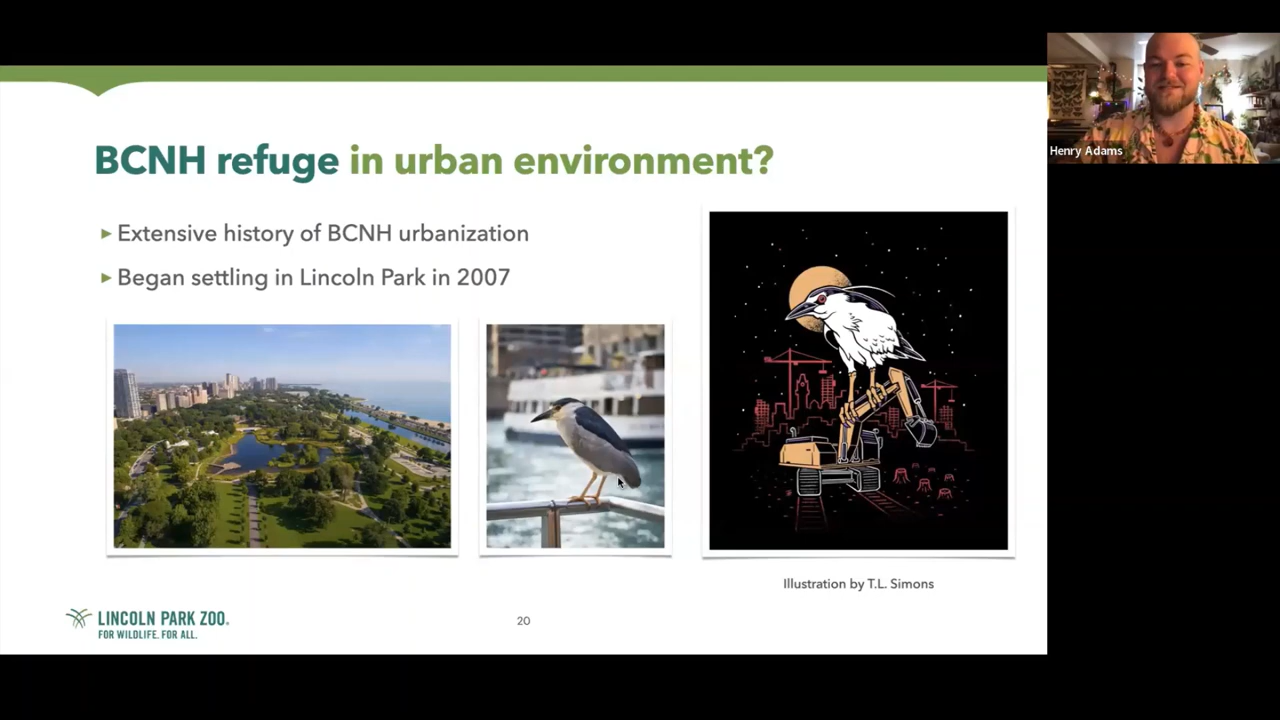 BCNH refuge in urban environment?
▸ Extensive history of BCNH urbanization
▸ Began settling in Lincoln Park in 2007
Illustration by T.L. Simons
LINCOLN PARK ZOO®
FOR WILDLIFE. FOR ALL.
20
Henry Adams